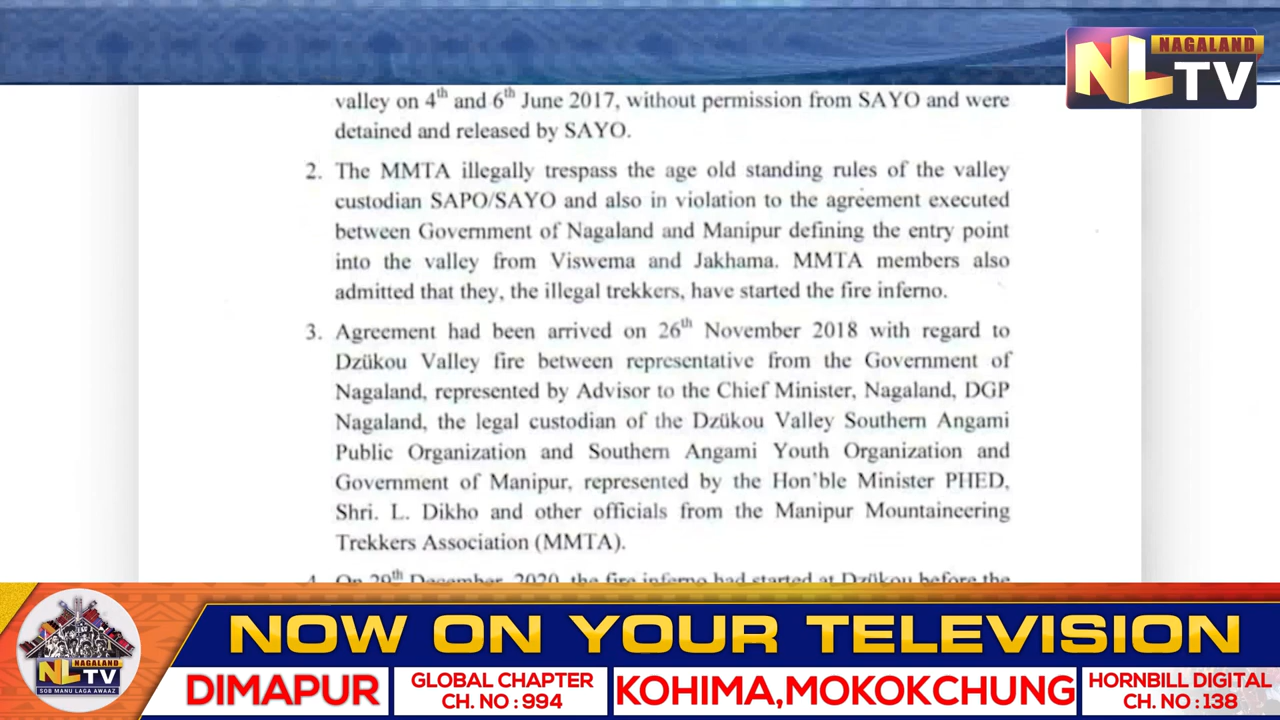 NAGALAND
NL TV
valley on 4th and 6th June 2017, without permission from SAYO and were
detained and released by SAYO.
2. The MMTA illegally trespass the age old standing rules of the valley
custodian SAPO/SAYO and also in violation to the agreement executed
between Government of Nagaland and Manipur defining the entry point
into the valley from Viswema and Jakhama. MMTA members also
admitted that they, the illegal trekkers, have started the fire inferno.
3. Agreement had been arrived on 26th November 2018 with regard to
Dzükou Valley fire between representative from the Government of
Nagaland, represented by Advisor to the Chief Minister, Nagaland, DGP
Nagaland, the legal custodian of the Dzükou Valley Southern Angami
Public Organization and Southern Angami Youth Organization and
Government of Manipur, represented by the Hon'ble Minister PHED,
Shri. L. Dikho and other officials from the Manipur Mountaineering
Trekkers Association (MMTA).
4. On 29th December, 2020, the fire inferno had started at Dzükou before the
NOW ON YOUR TELEVISION
NAGALAND
NL TV
SOB MANU LAGA AWAAZ
DIMAPUR
GLOBAL CHAPTER
CH. NO : 994
KOHIMA,MOKOKCHUNG
HORNBILL DIGITAL
CH. NO : 138